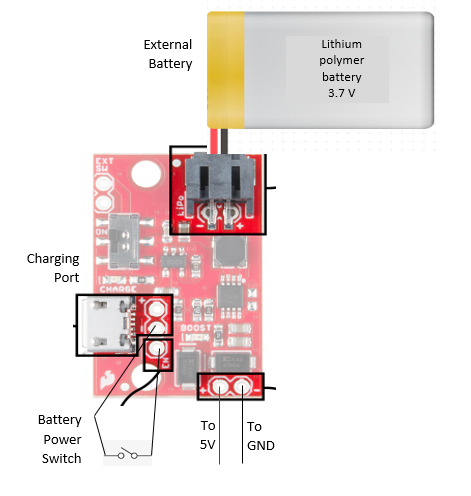 External
Battery
Lithium
polymer
battery
3.7 V
EXT
SW
LiPo
- +
ON
Charging
Port
CHARGE
+
-
BOOST
EN
+ -
Battery
Power
Switch
To
5V
To
GND